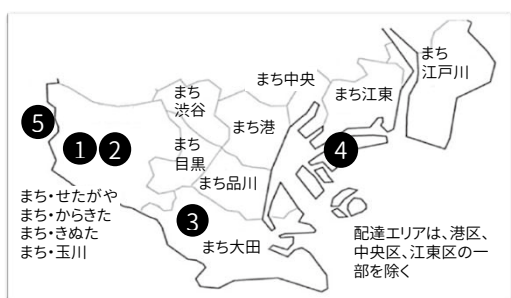 まち
江戸川
まち中央
まち江東
まち
渋谷
まち港
5
1
2
まち
目黒
4
まち品川
まち・せたがや
まち・からきた
まち・きぬた
まち・玉川
3
まち大田
配達エリアは、港区、
中央区、江東区の一
部を除く